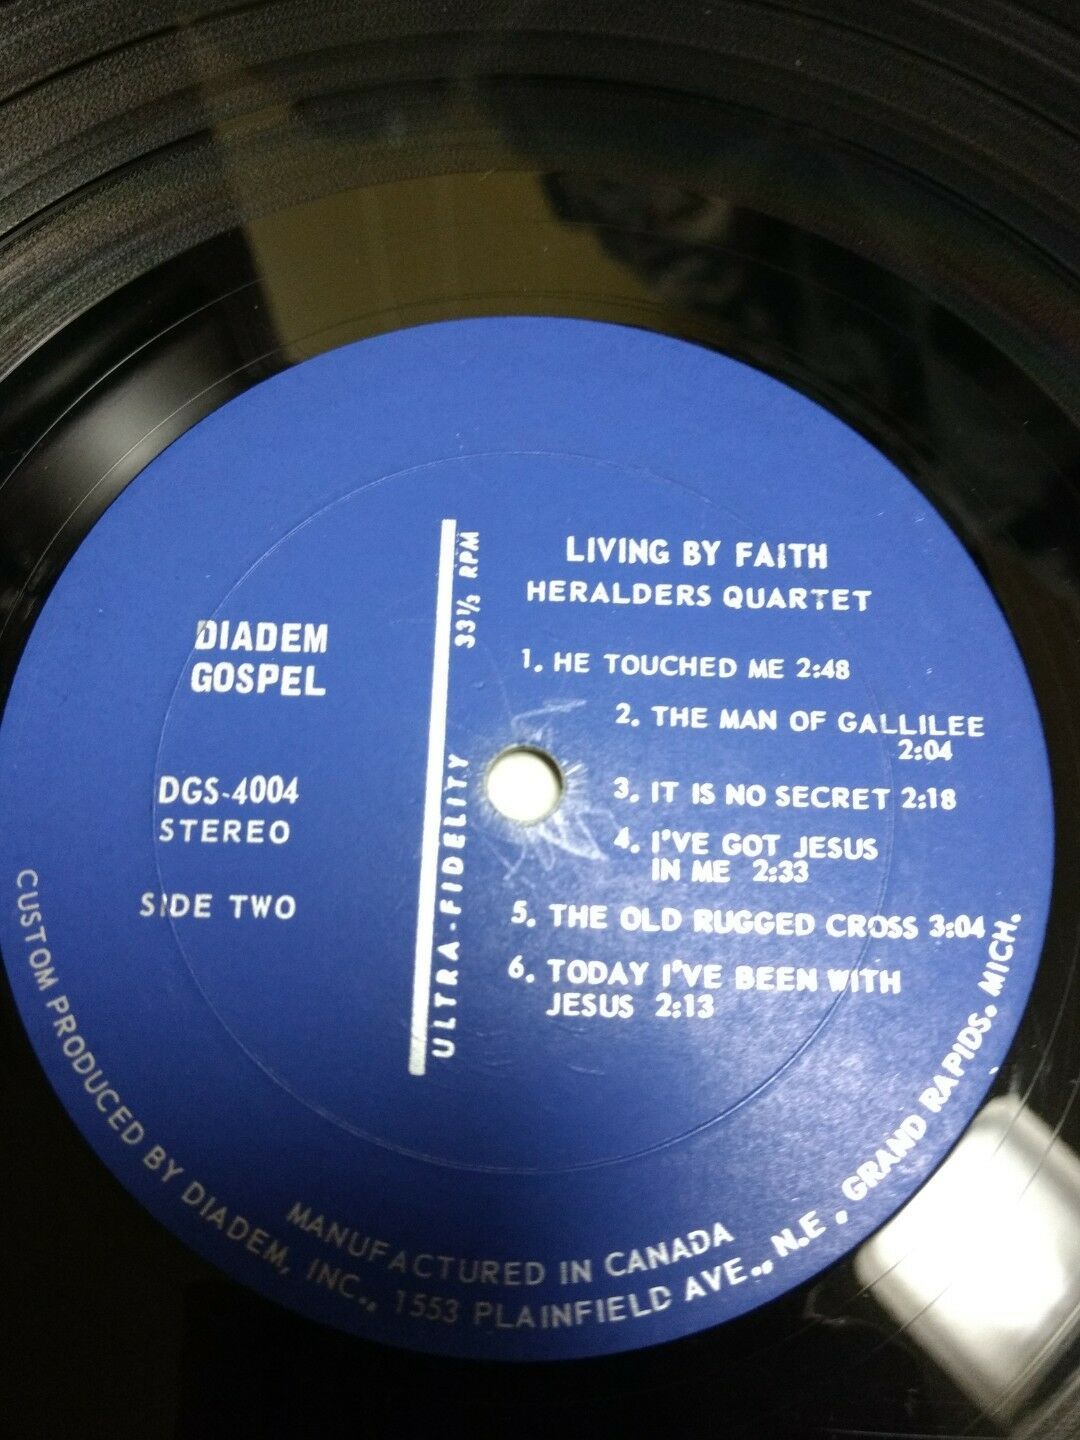 DIADEM
GOSPEL
DGS-4004
STEREO
SIDE TWO
ULTRA-FIDELITY 33⅓ RPM
LIVING BY FAITH
HERALDERS QUARTET
1. HE TOUCHED ME 2:48
2. THE MAN OF GALLILEE
2:04
3. IT IS NO SECRET 2:18
4. I'VE GOT JESUS
IN ME 2:33
5. THE OLD RUGGED CROSS 3:04
6. TODAY I'VE BEEN WITH
JESUS 2:13
MANUFACTURED IN CANADA
CUSTOM PRODUCED BY DIADEM, INC., 1553 PLAINFIELD AVE., N.E., GRAND RAPIDS. MICH.